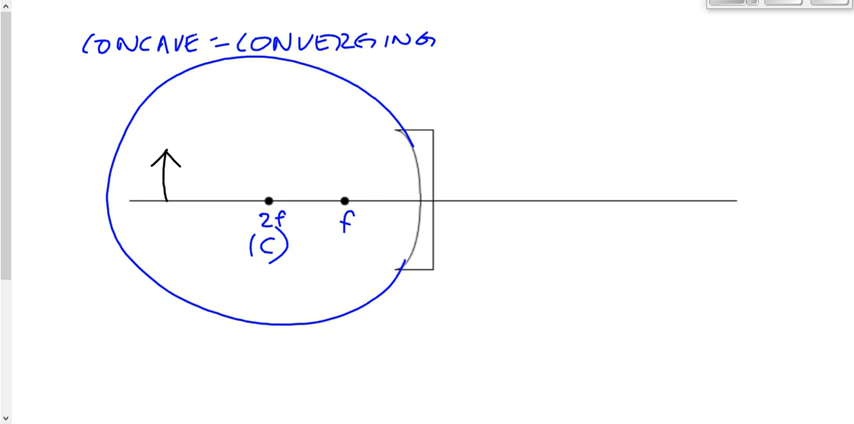 CONCAVE = CONVERGING
2f f
(C)